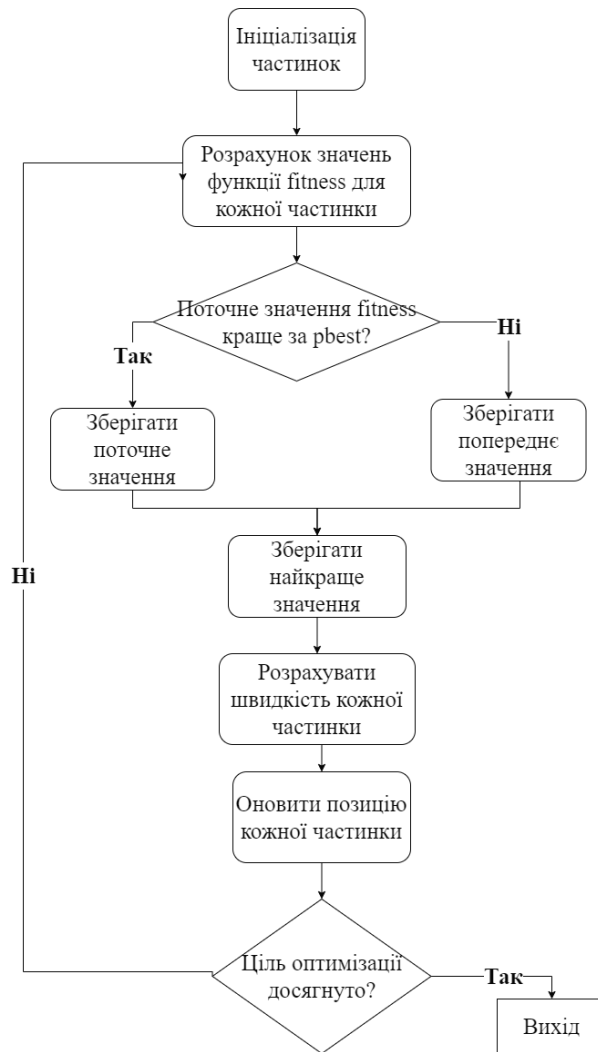 Ініціалізація
частинок
Розрахунок значень
функції fitness для
кожної частинки
Поточне значення fitness
краще за pbest?
Так
Ні
Зберігати
поточне
значення
Зберігати
попереднє
значення
Зберігати
найкраще
значення
Ні
Розрахувати
швидкість кожної
частинки
Оновити позицію
кожної частинки
Ціль оптимізації
досягнуто?
Так
Вихід